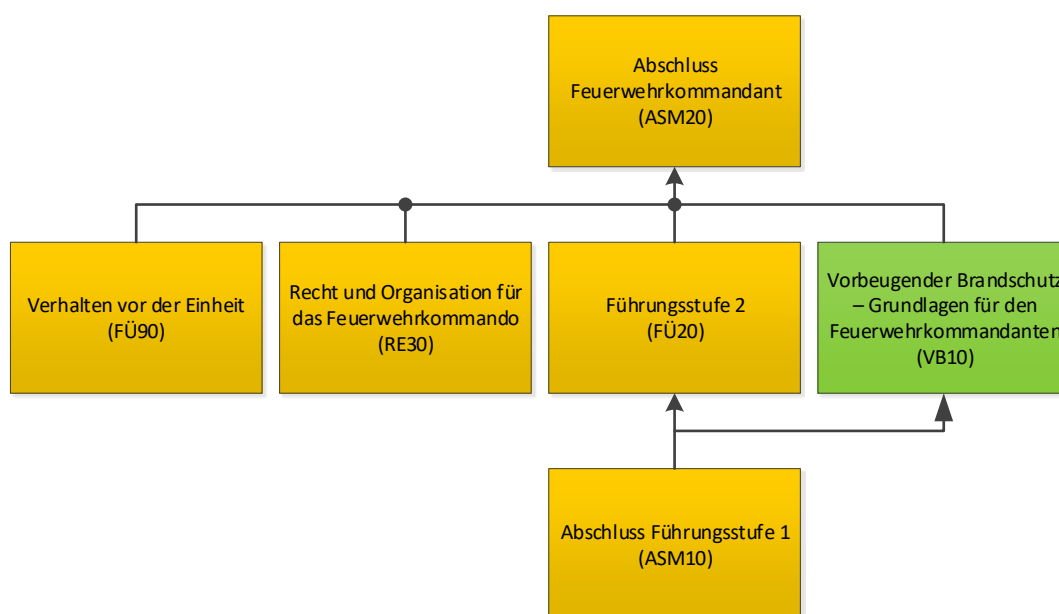 Abschluss
Feuerwehrkommandant
(ASM20)
Verhalten vor der Einheit
(FÜ90)
Recht und Organisation für
das Feuerwehrkommando
(RE30)
Führungsstufe 2
(FÜ20)
Vorbeugender Brandschutz
– Grundlagen für den
Feuerwehrkommandanten
(VB10)
Abschluss Führungsstufe 1
(ASM10)